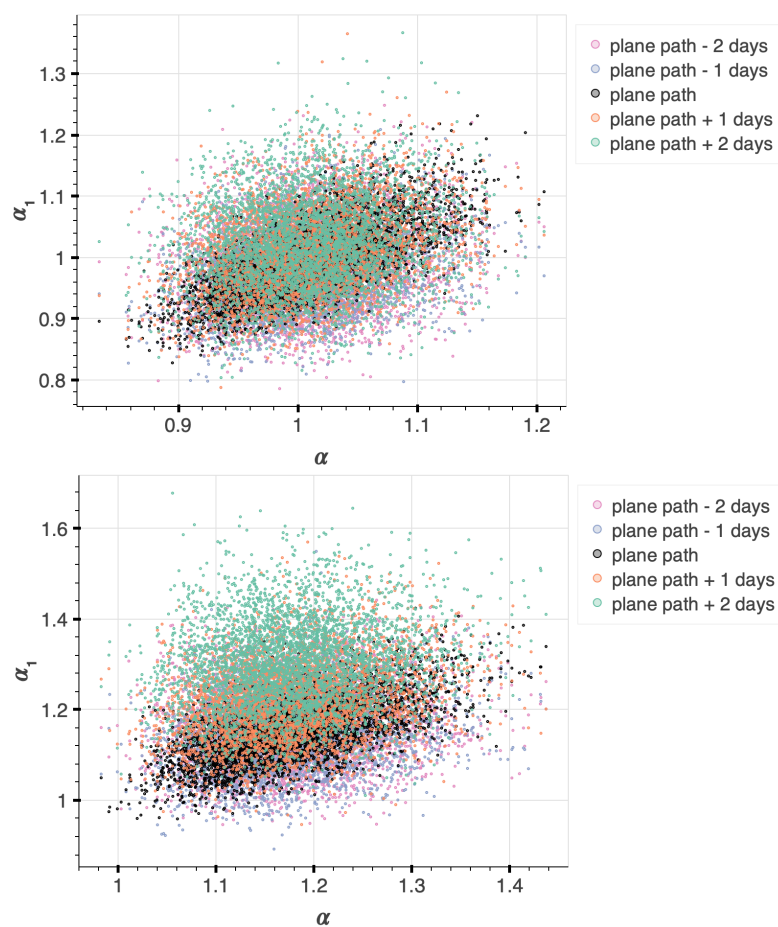 1.3
1.2
1.1
1
0.9
0.8
α₁
0.9
1
1.1
1.2
α
plane path - 2 days
plane path - 1 days
plane path
plane path + 1 days
plane path + 2 days
1.6
1.4
1.2
1
α₁
1
1.1
1.2
1.3
1.4
α
plane path - 2 days
plane path - 1 days
plane path
plane path + 1 days
plane path + 2 days